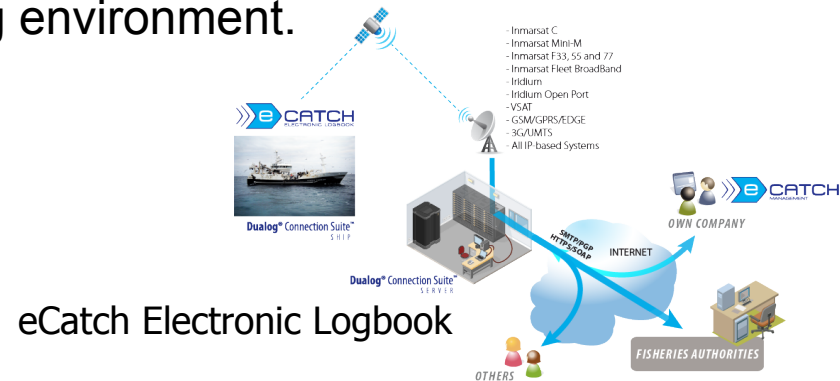 g environment.
- Inmarsat C
- Inmarsat Mini-M
- Inmarsat F33, 55 and 77
- Inmarsat Fleet BroadBand
- Iridium
- Iridium Open Port
- VSAT
- GSM/GPRS/EDGE
- 3G/UMTS
- All IP-based Systems
e CATCH
ELECTRONIC LOGBOOK
Dualog® Connection Suite™
SHIP
e CATCH
MANAGEMENT
OWN COMPANY
SMTP/PGP
HTTPS/SOAP
INTERNET
Dualog® Connection Suite™
SERVER
eCatch Electronic Logbook
FISHERIES AUTHORITIES
OTHERS